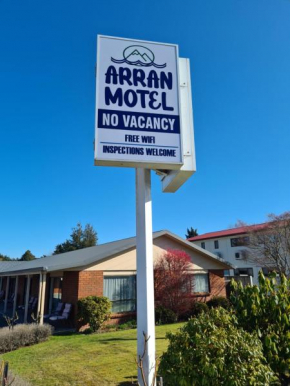 ARRAN
MOTEL
NO VACANCY
FREE WIFI
INSPECTIONS WELCOME